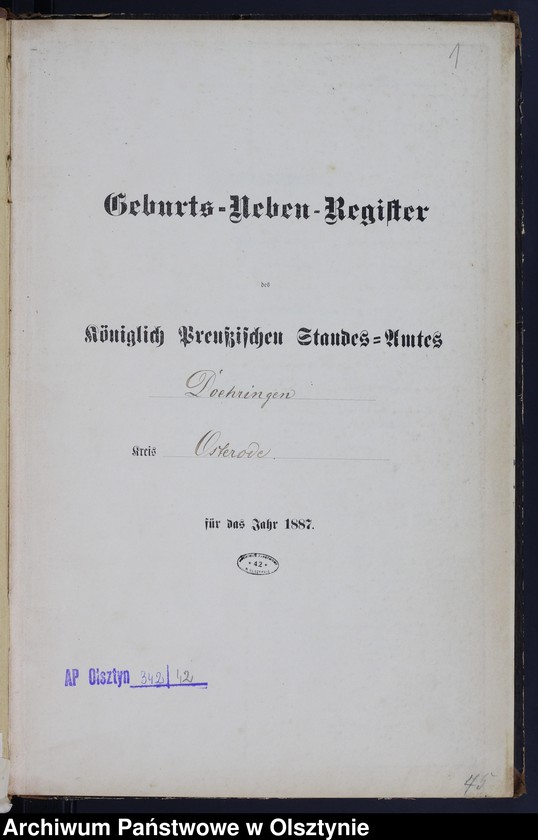 1
Geburts-Neben-Register
des
Königlich Preußischen Standes-Amtes
Doehringen
Kreis Osterode.
für das Jahr 1887.
• 42 •
AP Olsztyn 342/42
45
Archiwum Państwowe w Olsztynie